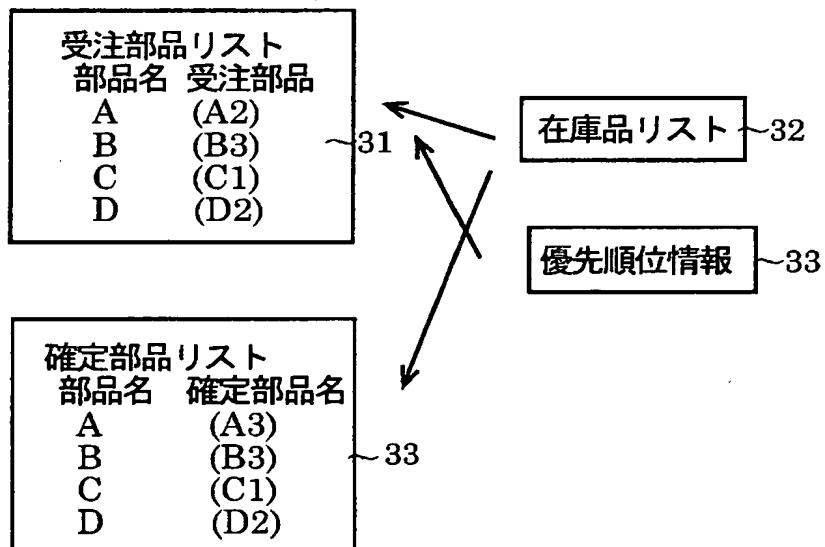 受注部品リスト
部品名 受注部品
A (A2)
B (B3)
C (C1)
D (D2)
31
在庫品リスト
32
優先順位情報
33
確定部品リスト
部品名 確定部品名
A (A3)
B (B3)
C (C1)
D (D2)
33